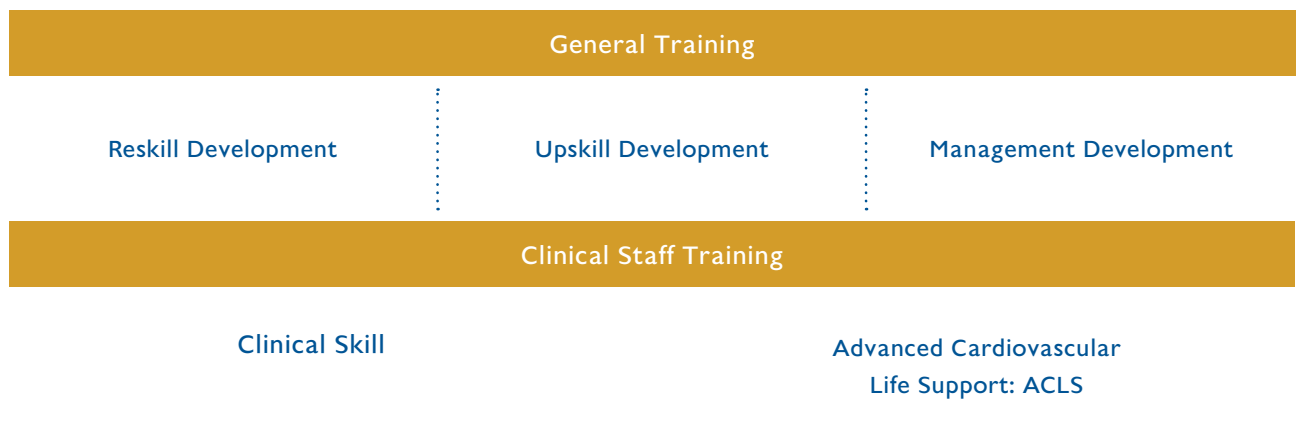 General Training
Reskill Development
Upskill Development
Management Development
Clinical Staff Training
Clinical Skill
Advanced Cardiovascular
Life Support: ACLS